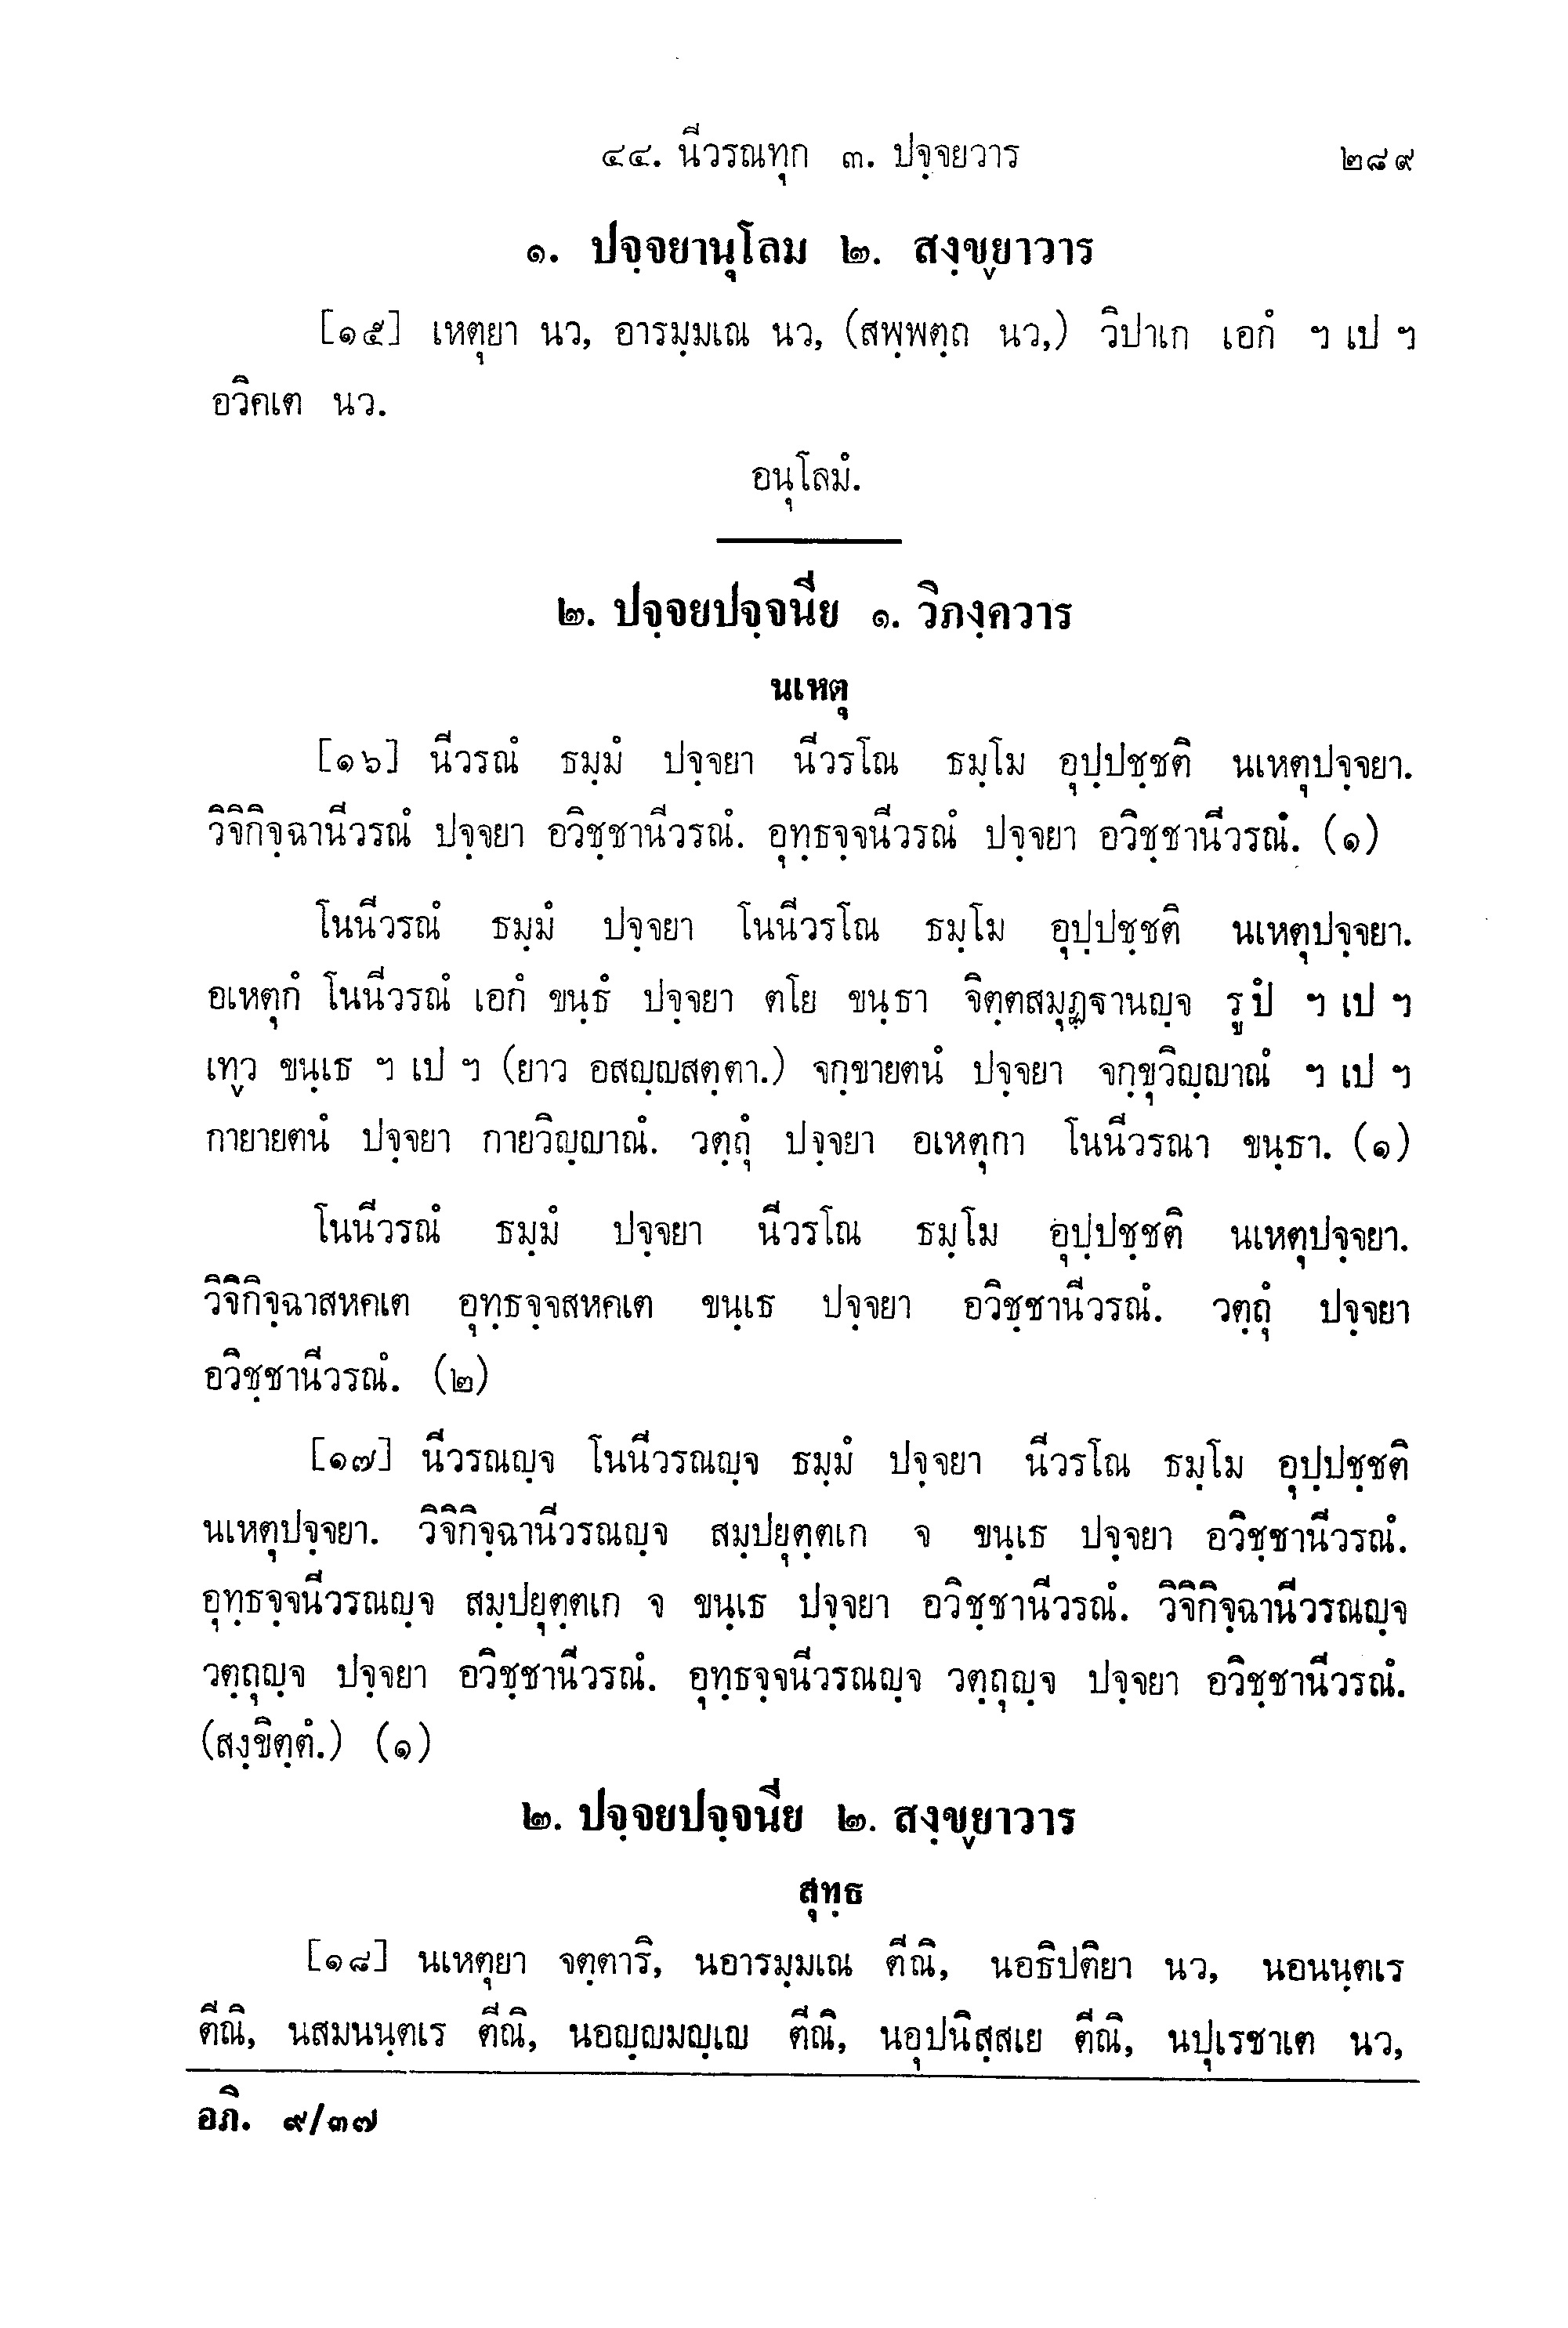 ๔๔. นีวรณทุก ๓. ปจฺจยวาร ๒๘๙
๑. ปจฺจยานุโลม ๒. สงฺขฺยาวาร
[๑๕] เหตุยา นว, อารมฺมเณ นว, (สพฺพตฺถ นว,) วิปาเก เอกํ ฯ เป ฯ
อวิคเต นว.
อนุโลมํ.
๒. ปจฺจยปจฺจนีย ๑. วิภงฺควาร
นเหตุ
[๑๖] นีวรณํ ธมฺมํ ปจฺจยา นีวรโณ ธมฺโม อุปฺปชฺชติ นเหตุปจฺจยา.
วิจิกิจฺฉานีวรณํ ปจฺจยา อวิชฺชานีวรณํ. อุทฺธจฺจนีวรณํ ปจฺจยา อวิชฺชานีวรณํ. (๑)
โนนีวรณํ ธมฺมํ ปจฺจยา โนนีวรโณ ธมฺโม อุปฺปชฺชติ นเหตุปจฺจยา.
อเหตุกํ โนนีวรณํ เอกํ ขนฺธํ ปจฺจยา ตโย ขนฺธา จิตฺตสมุฏฺฐานญฺจ รูปํ ฯ เป ฯ
เทฺว ขนฺเธ ฯ เป ฯ (ยาว อสญฺญสตฺตา.) จกฺขายตนํ ปจฺจยา จกฺขุวิญฺญาณํ ฯ เป ฯ
กายายตนํ ปจฺจยา กายวิญฺญาณํ. วตฺถุํ ปจฺจยา อเหตุกา โนนีวรณา ขนฺธา. (๑)
โนนีวรณํ ธมฺมํ ปจฺจยา นีวรโณ ธมฺโม อุปฺปชฺชติ นเหตุปจฺจยา.
วิจิกิจฺฉาสหคเต อุทฺธจฺจสหคเต ขนฺเธ ปจฺจยา อวิชฺชานีวรณํ. วตฺถุํ ปจฺจยา
อวิชฺชานีวรณํ. (๒)
[๑๗] นีวรณญฺจ โนนีวรณญฺจ ธมฺมํ ปจฺจยา นีวรโณ ธมฺโม อุปฺปชฺชติ
นเหตุปจฺจยา. วิจิกิจฺฉานีวรณญฺจ สมฺปยุตฺตเก จ ขนฺเธ ปจฺจยา อวิชฺชานีวรณํ.
อุทฺธจฺจนีวรณญฺจ สมฺปยุตฺตเก จ ขนฺเธ ปจฺจยา อวิชฺชานีวรณํ. วิจิกิจฺฉานีวรณญฺจ
วตฺถุญฺจ ปจฺจยา อวิชฺชานีวรณํ. อุทฺธจฺจนีวรณญฺจ วตฺถุญฺจ ปจฺจยา อวิชฺชานีวรณํ.
(สงฺขิตฺตํ.) (๑)
๒. ปจฺจยปจฺจนีย ๒. สงฺขฺยาวาร
สุทฺธ
[๑๘] นเหตุยา จตฺตาริ, นอารมฺมเณ ตีณิ, นอธิปติยา นว, นอนนฺตเร
ตีณิ, นสมนนฺตเร ตีณิ, นอญฺญมญฺเญ ตีณิ, นอุปนิสฺสเย ตีณิ, นปุเรชาเต นว,
อภิ. ๙/๓๗